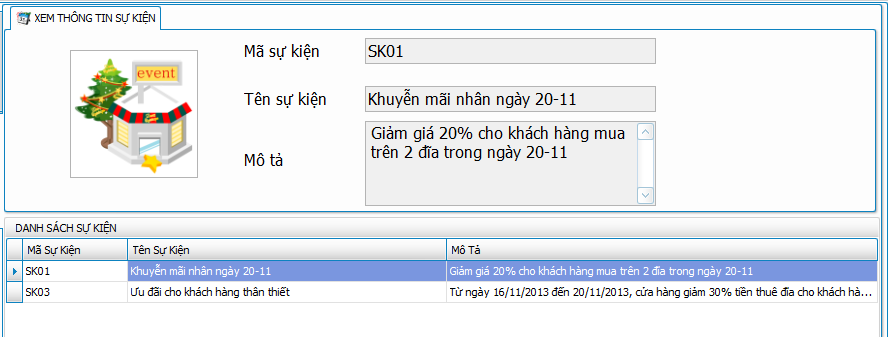 XEM THÔNG TIN SỰ KIỆN
event
Mã sự kiện
SK01
Tên sự kiện
Khuyễn mãi nhân ngày 20-11
Mô tả
Giảm giá 20% cho khách hàng mua
trên 2 đĩa trong ngày 20-11
DANH SÁCH SỰ KIỆN
Mã Sự Kiện Tên Sự Kiện Mô Tả
SK01 Khuyễn mãi nhân ngày 20-11 Giảm giá 20% cho khách hàng mua trên 2 đĩa trong ngày 20-11
SK03 Ưu đãi cho khách hàng thân thiết Từ ngày 16/11/2013 đến 20/11/2013, cửa hàng giảm 30% tiền thuê đĩa cho khách hà...